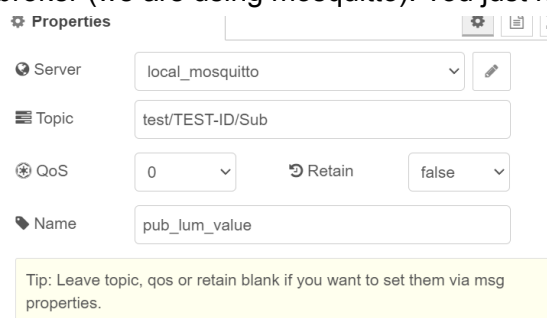 broker (we are using mosquitto). You just
Properties
Server local_mosquitto
Topic test/TEST-ID/Sub
QoS 0 Retain false
Name pub_lum_value
Tip: Leave topic, qos or retain blank if you want to set them via msg
properties.